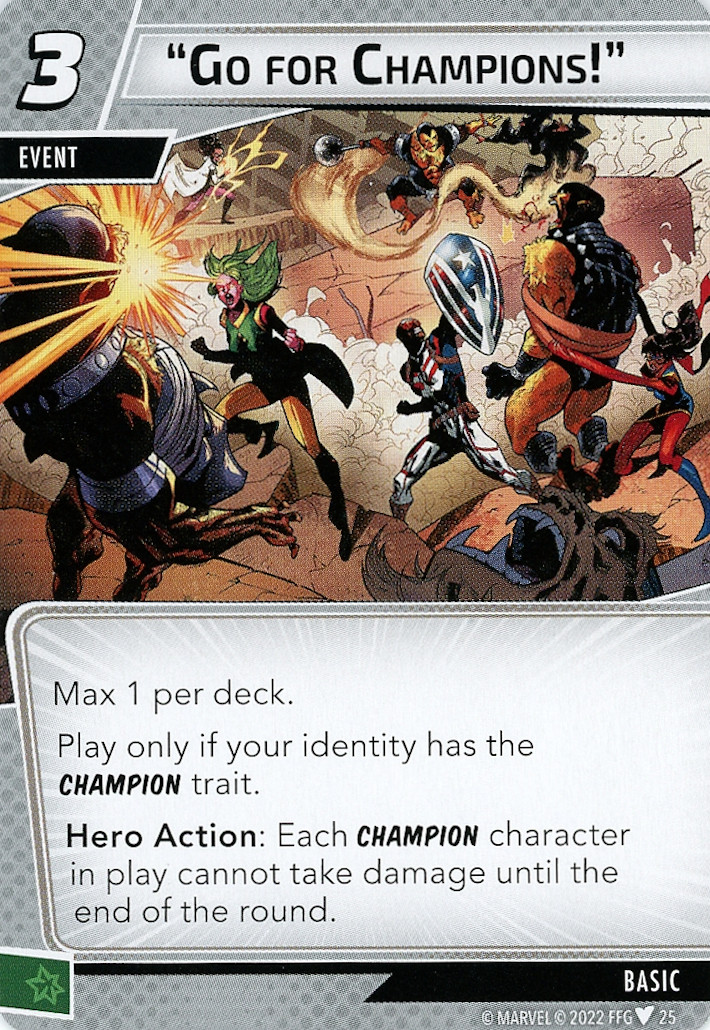 3
“Go for Champions!”
EVENT
Max 1 per deck.
Play only if your identity has the
CHAMPION trait.
Hero Action: Each CHAMPION character
in play cannot take damage until the
end of the round.
BASIC
© MARVEL © 2022 FFG 25